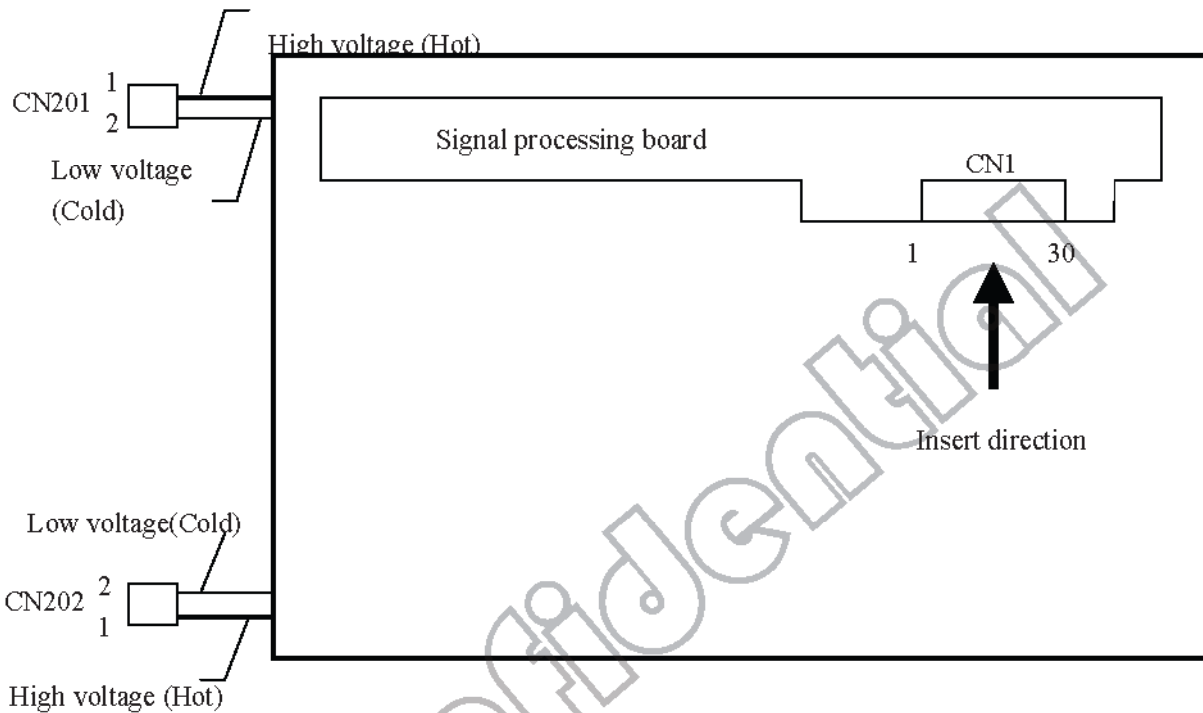 High voltage (Hot)
CN201
1
2
Low voltage
(Cold)
Signal processing board
CN1
1
30
Insert direction
Low voltage(Cold)
CN202
2
1
High voltage (Hot)